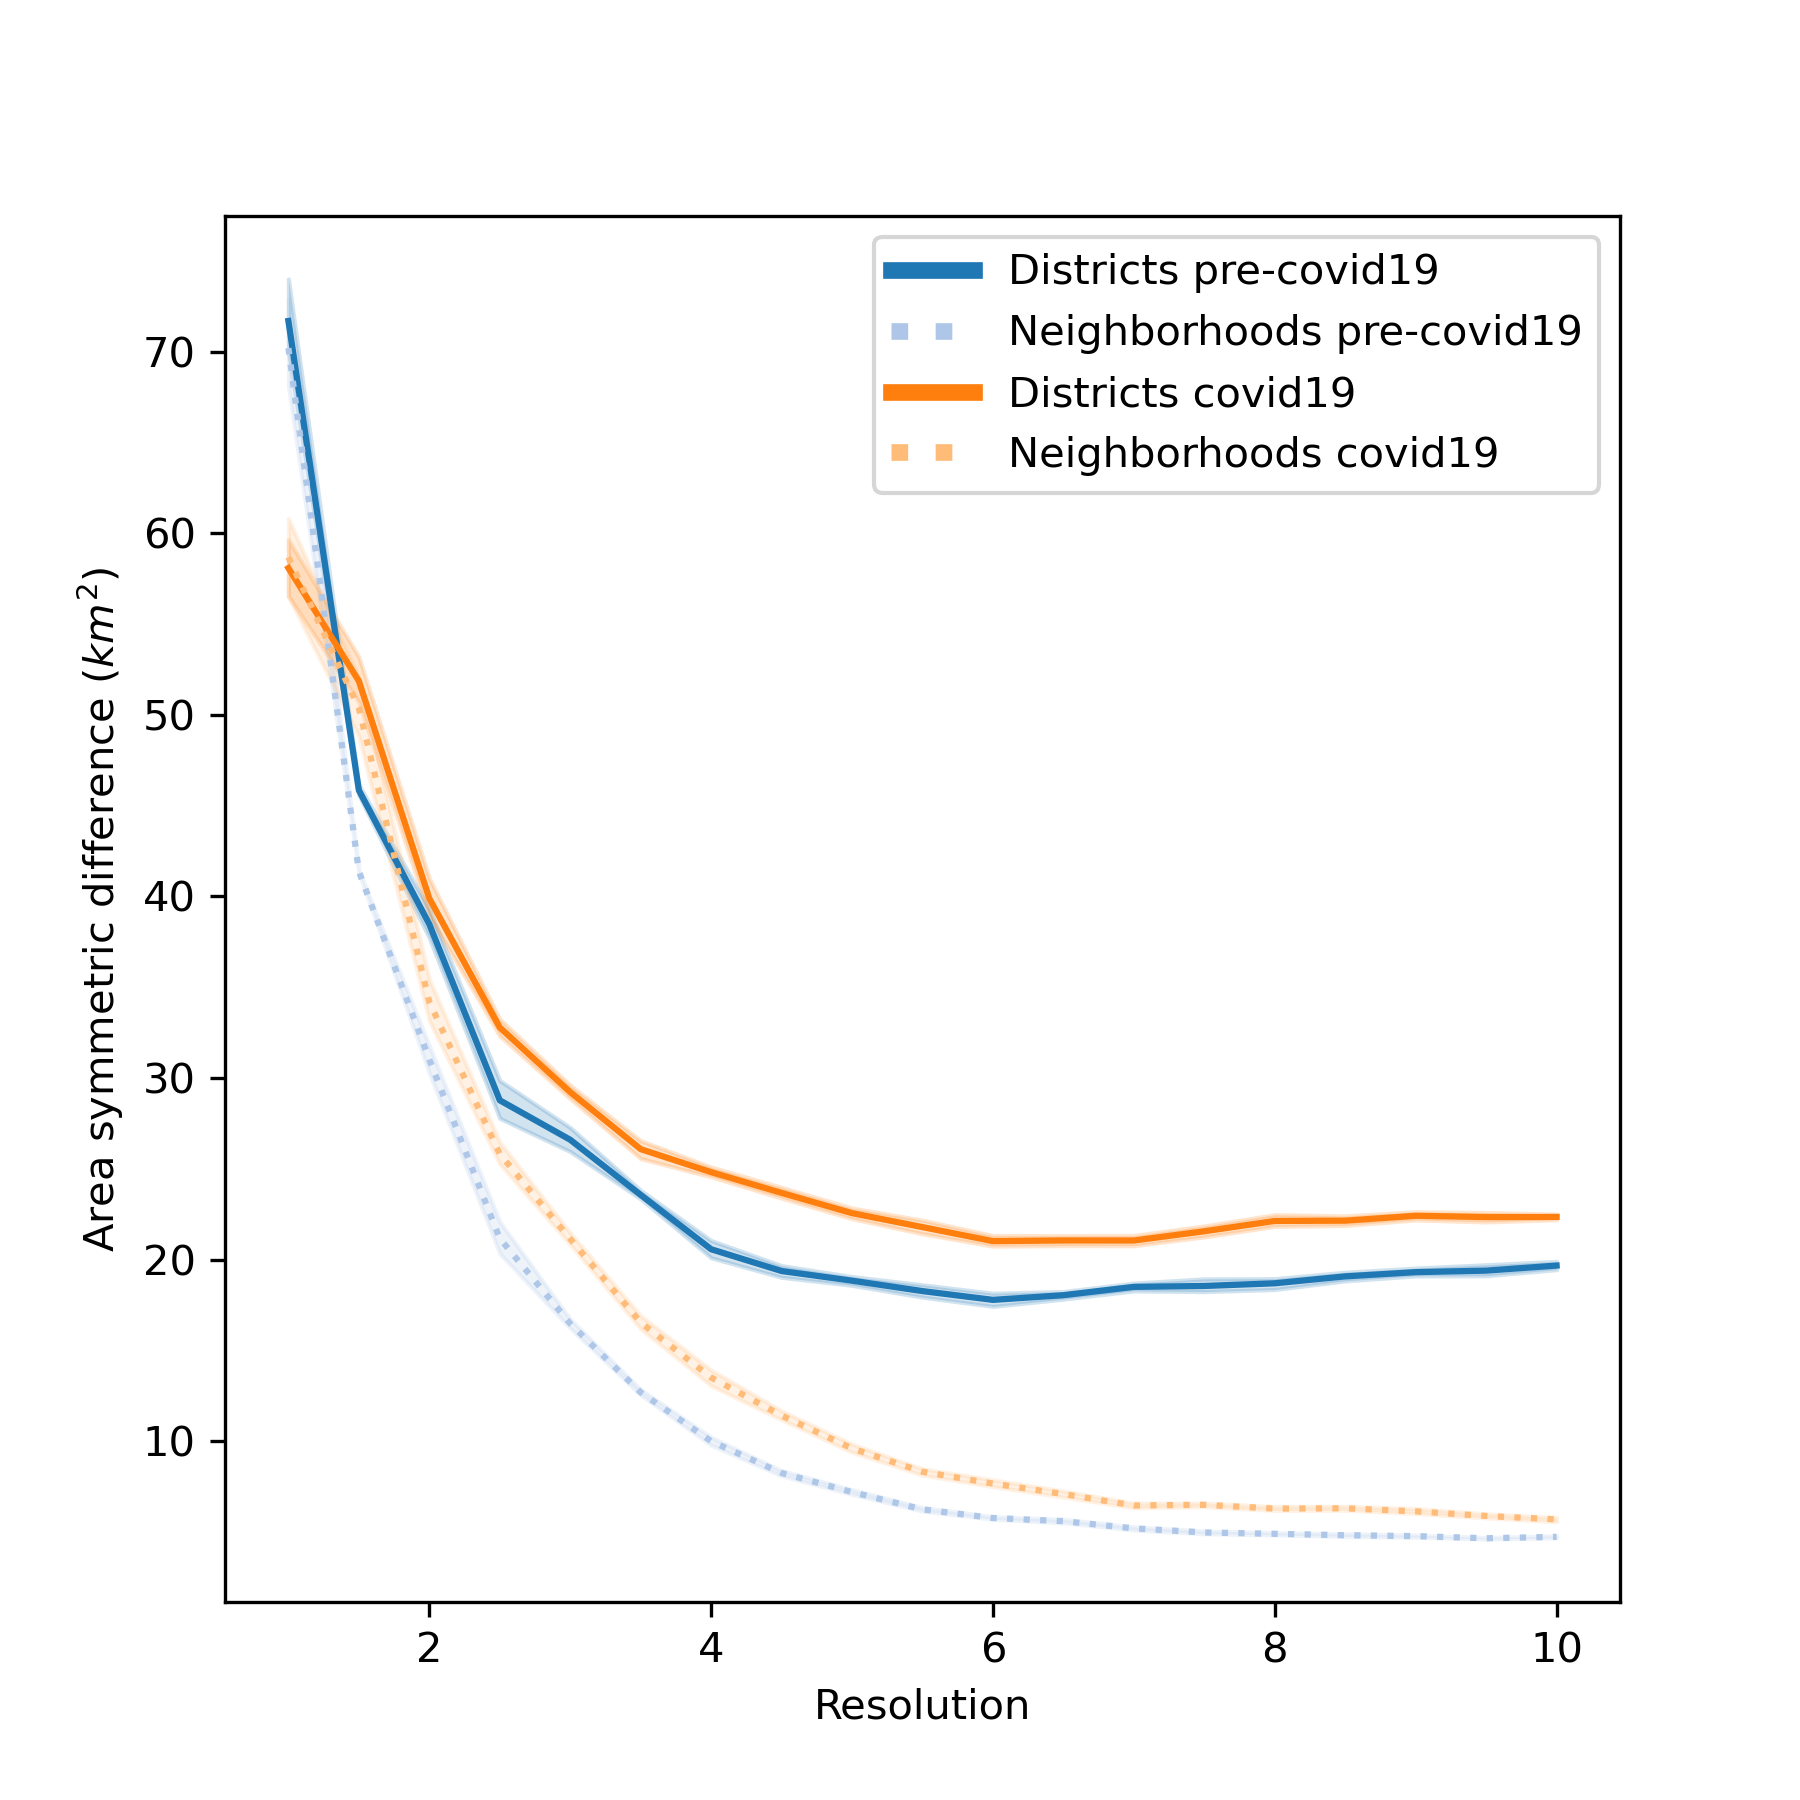 Districts pre-covid19
Neighborhoods pre-covid19
Districts covid19
Neighborhoods covid19
70
60
50
40
30
20
10
Area symmetric difference (km²)
2 4 6 8 10
Resolution